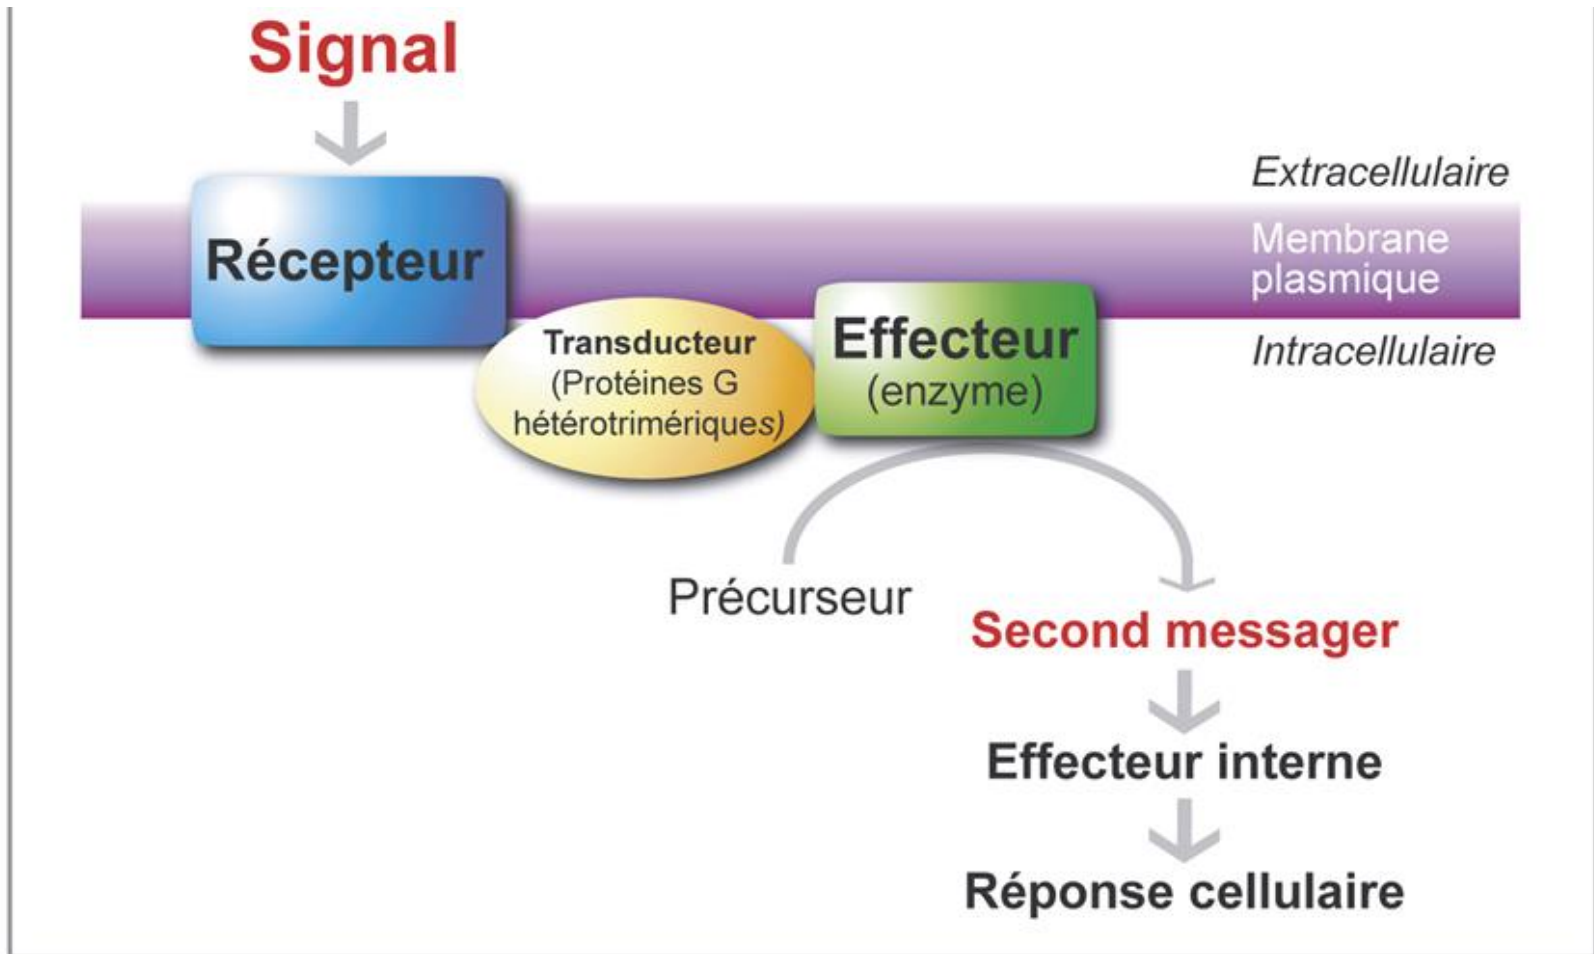 Signal
Extracellulaire
Récepteur
Membrane
plasmique
Transducteur
(Protéines G
hétérotrimériques)
Effecteur
(enzyme)
Intracellulaire
Précurseur
Second messager
Effecteur interne
Réponse cellulaire